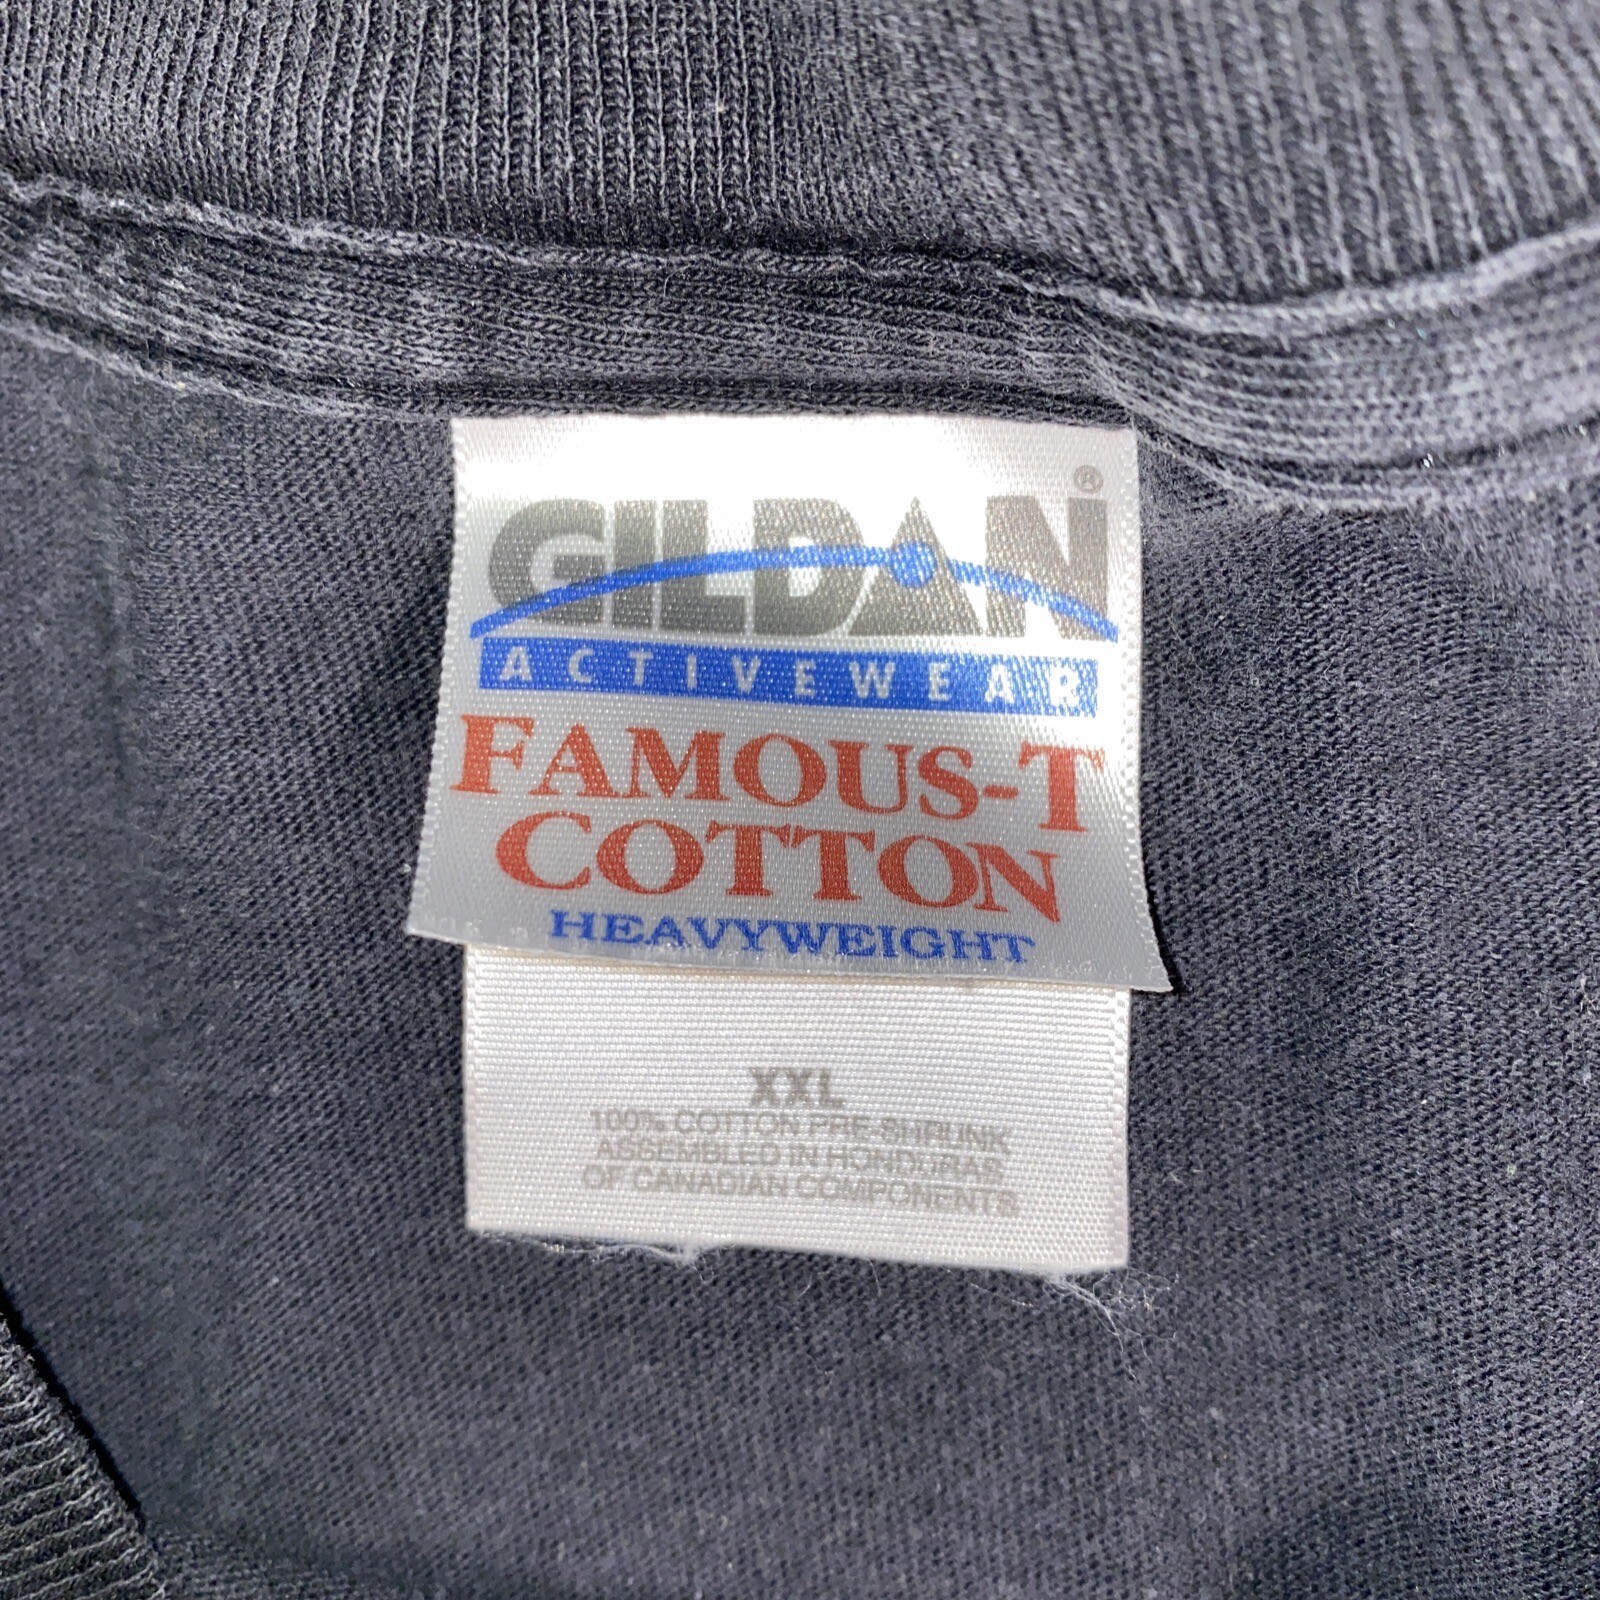 GILDAN®
ACTIVEWEAR
FAMOUS-T
COTTON
HEAVYWEIGHT
XXL
100% COTTON PRE-SHRUNK
ASSEMBLED IN HONDURAS
OF CANADIAN COMPONENTS